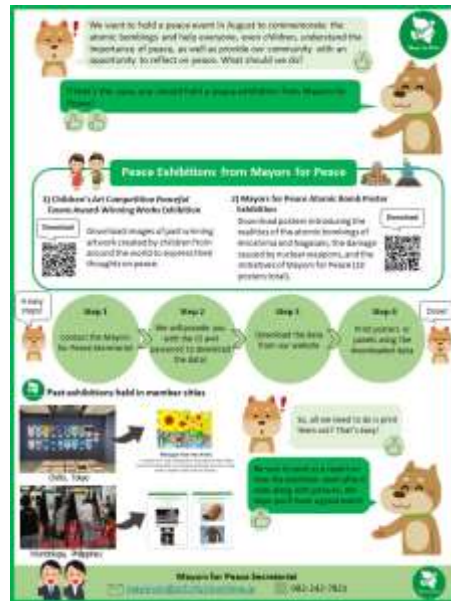 We want to hold a peace event in August to commemorate the
atomic bombings and help everyone, even children, understand the
importance of peace, as well as provide our community with an
opportunity to reflect on peace. What should we do?
If that's the case, you should hold a peace exhibition from Mayors for
Peace!
Peace Exhibitions from Mayors for Peace
1) Children's Art Competition Peaceful
Towns Award-Winning Works Exhibition
Download
Download images of past winning
artwork created by children from
around the world to express their
thoughts on peace.
2) Mayors for Peace Atomic Bomb Poster
Exhibition
Download posters introducing the
realities of the atomic bombings of
Hiroshima and Nagasaki, the damage
caused by nuclear weapons, and the
initiatives of Mayors for Peace
posters total).
Download
4 easy
steps!
Step 1
Contact the Mayors
for Peace Secretariat
Step 2
We will provide you
with the ID and
password to download
the data!
Step 3
Download the data
from our website
Step 4
Print posters or
panels using the
downloaded data
Done!
Past exhibitions held in member cities
Tokyo
Philippines
So, all we need to do is print
them out? That's easy!
Mayors for Peace Secretariat
082-242-7821